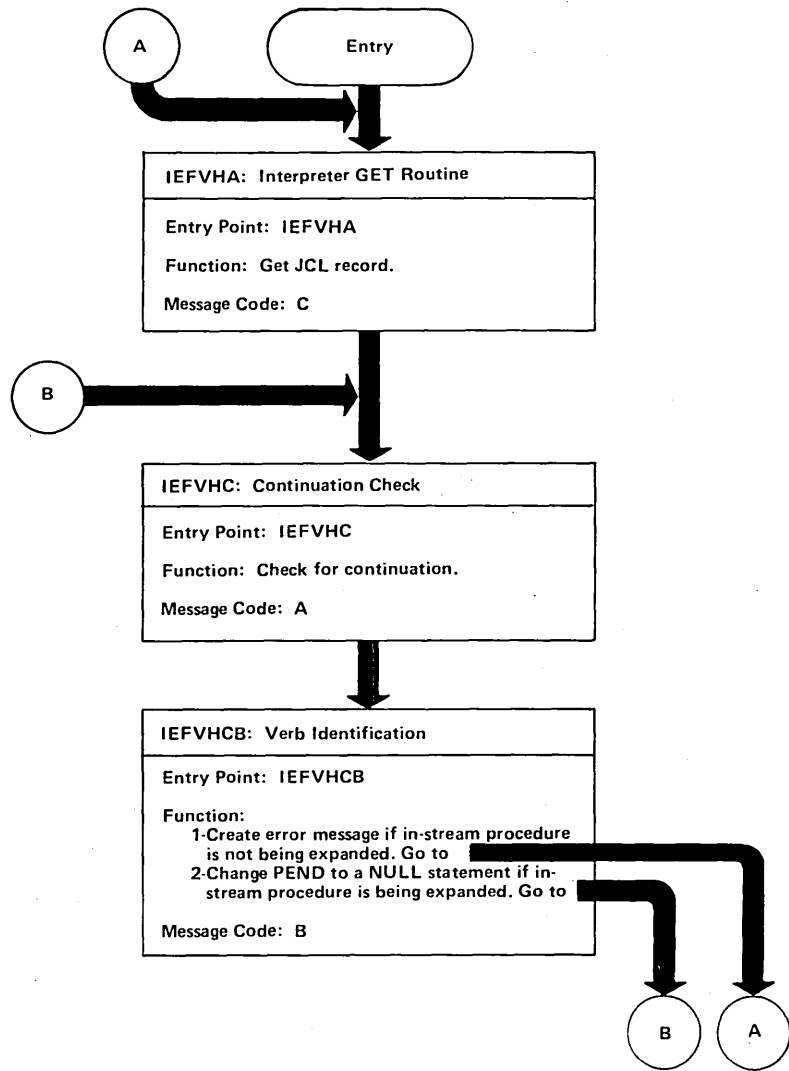 A
Entry
IEFVHA: Interpreter GET Routine
Entry Point: IEFVHA
Function: Get JCL record.
Message Code: C
B
IEFVHC: Continuation Check
Entry Point: IEFVHC
Function: Check for continuation.
Message Code: A
IEFVHCB: Verb Identification
Entry Point: IEFVHCB
Function:
1-Create error message if in-stream procedure
is not being expanded. Go to
2-Change PEND to a NULL statement if in-
stream procedure is being expanded. Go to
Message Code: B
B
A